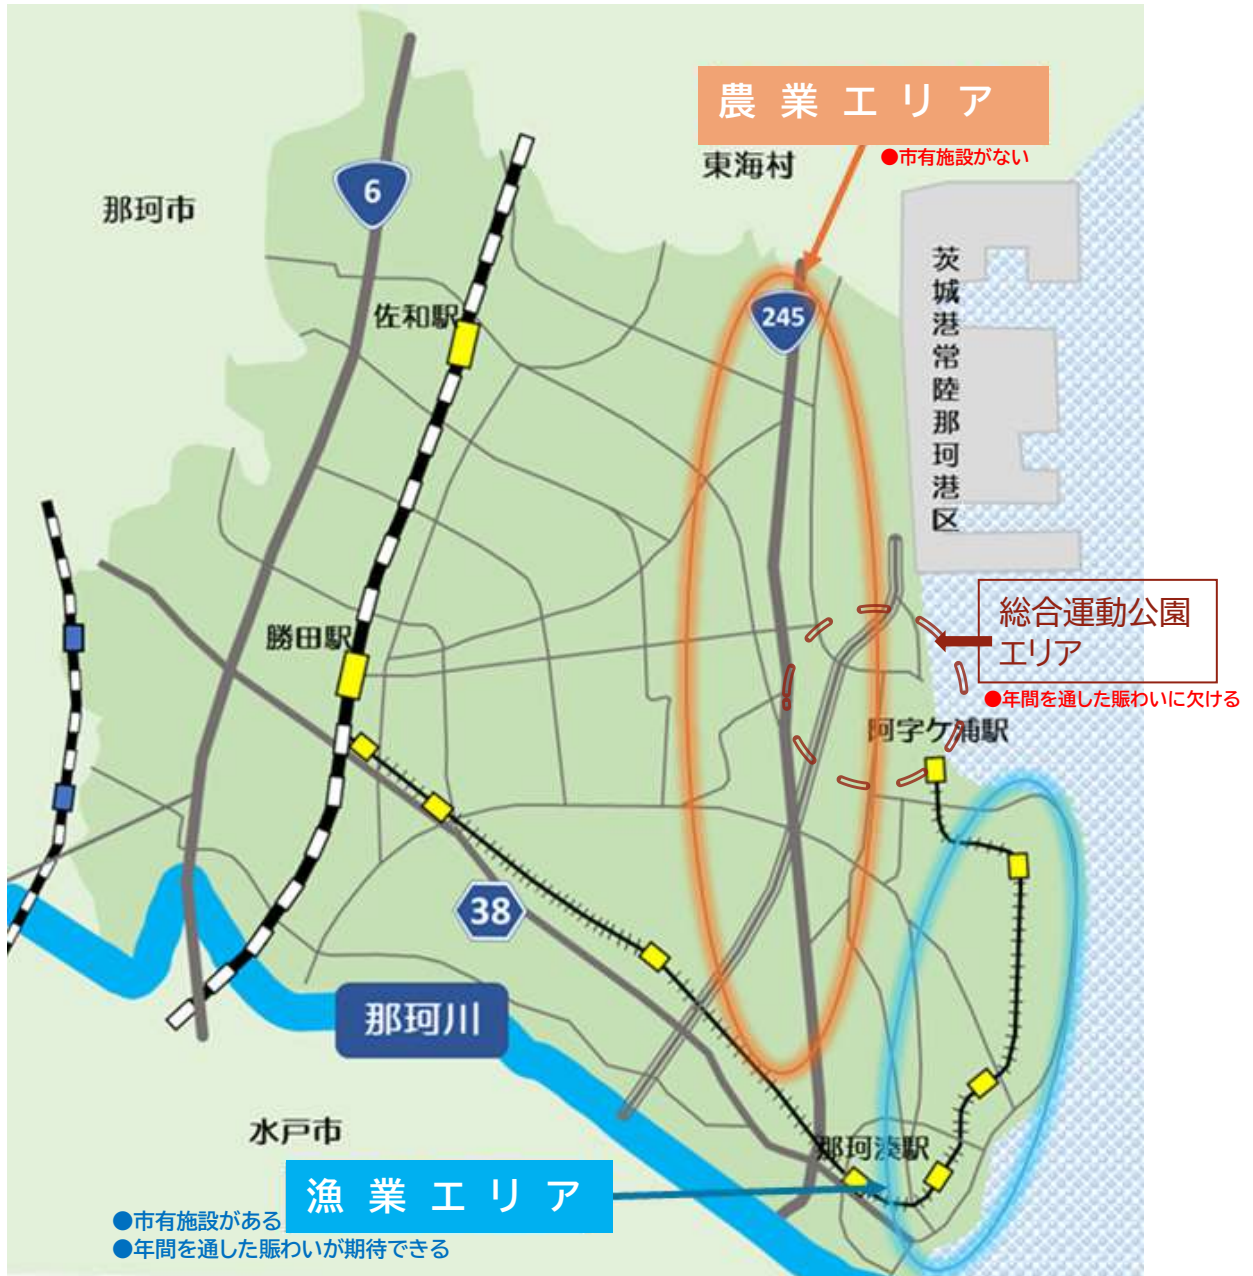 農業エリア
●市有施設がない
東海村
那珂市
6
茨城港常陸那珂港区
佐和駅
245
総合運動公園
エリア
●年間を通した賑わいに欠ける
勝田駅
阿字ケ浦駅
38
那珂川
水戸市
那珂湊駅
漁業エリア
●市有施設がある
●年間を通した賑わいが期待できる